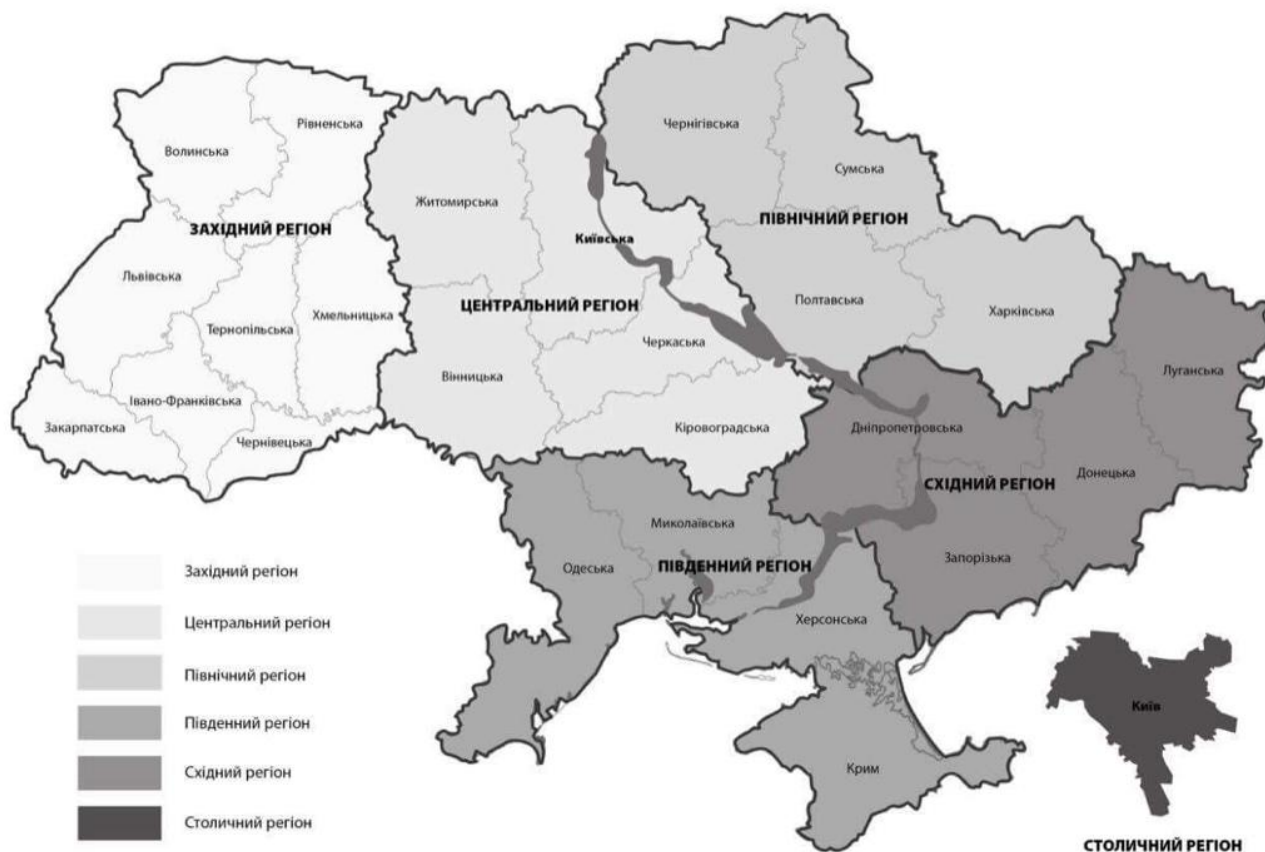 Чернігівська
Рівненська
Волинська
Сумська
Житомирська
ПІВНІЧНИЙ РЕГІОН
ЗАХІДНИЙ РЕГІОН
Київська
Львівська
Полтавська
ЦЕНТРАЛЬНИЙ РЕГІОН
Харківська
Хмельницька
Тернопільська
Черкаська
Луганська
Вінницька
Івано-Франківська
Закарпатська
Кіровоградська
Дніпропетровська
Чернівецька
Донецька
СХІДНИЙ РЕГІОН
Миколаївська
Запорізька
ПІВДЕННИЙ РЕГІОН
Одеська
Херсонська
Західний регіон
Центральний регіон
Північний регіон
Південний регіон
Східний регіон
Столичний регіон
Київ
Крим
СТОЛИЧНИЙ РЕГІОН